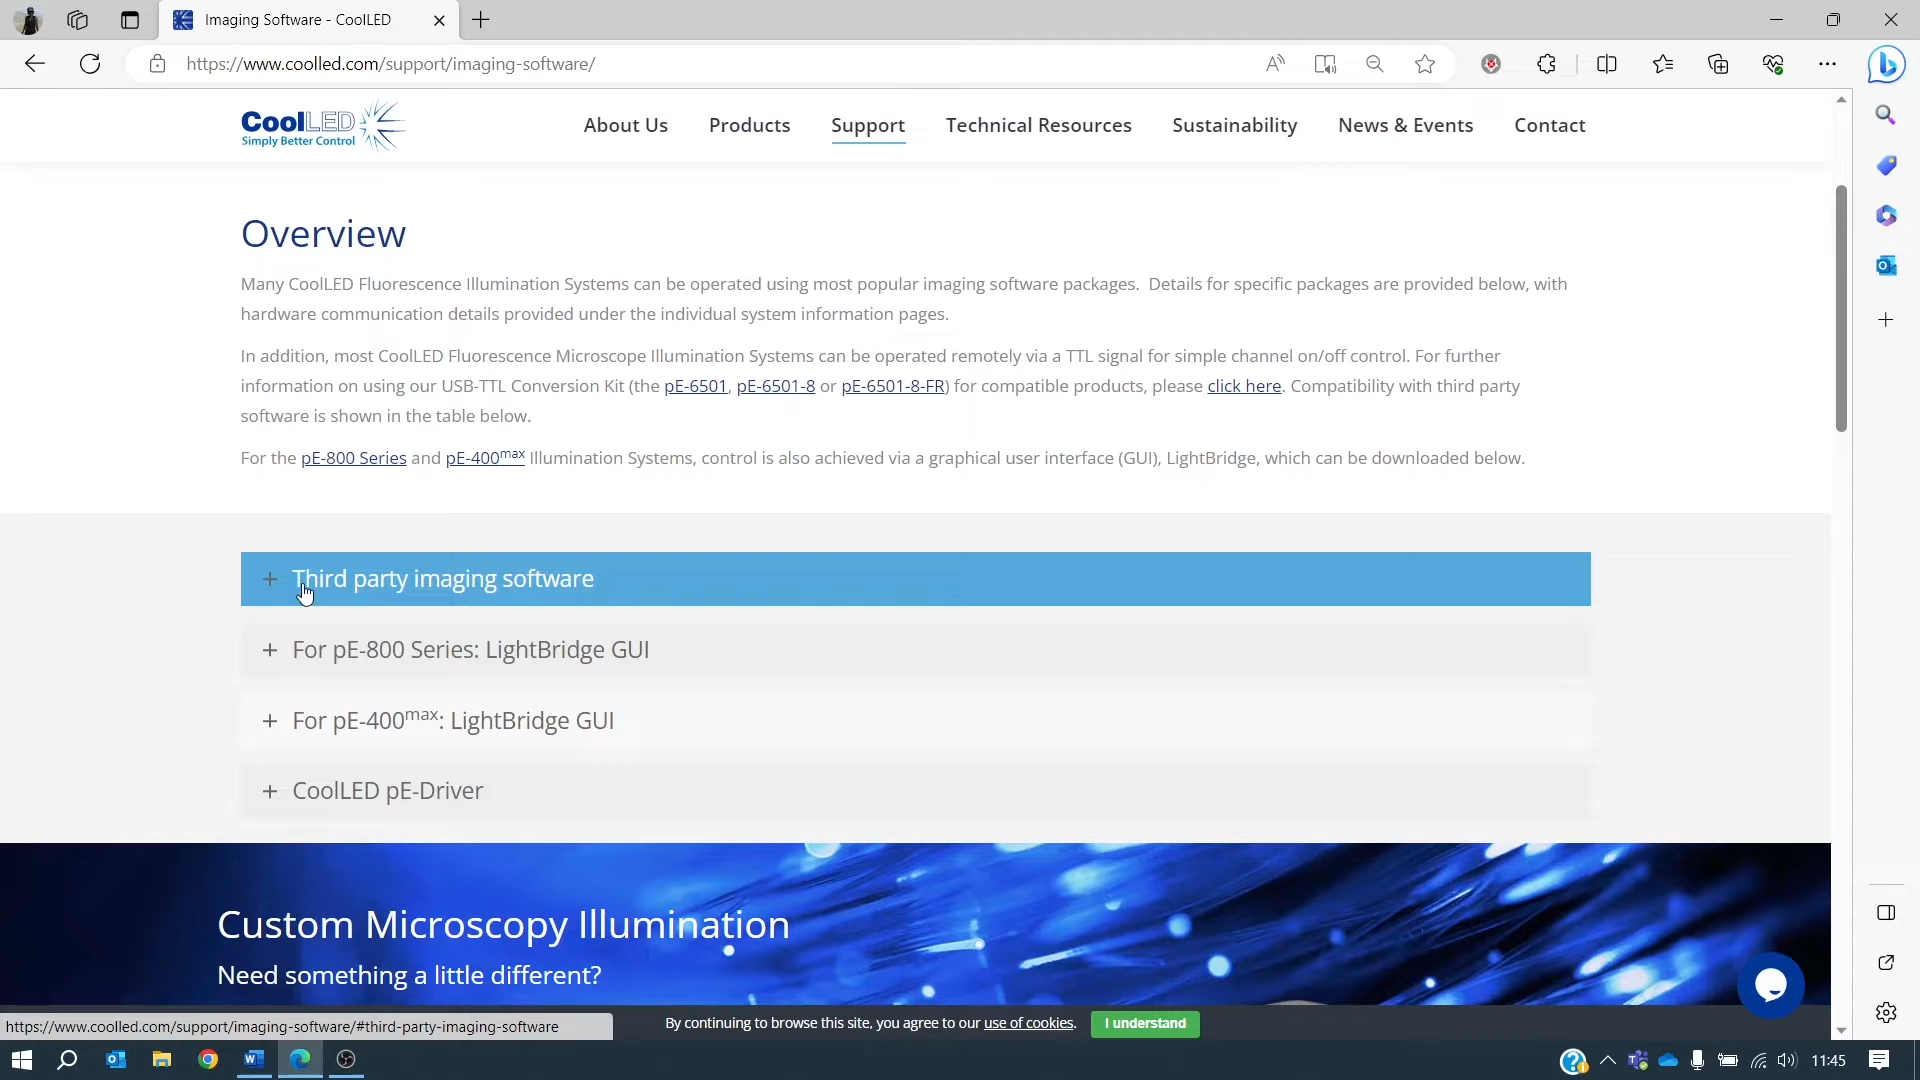 Imaging Software - CoolLED
https://www.coolled.com/support/imaging-software/
CoolLED
Simply Better Control
About Us
Products
Support
Technical Resources
Sustainability
News & Events
Contact
Overview
Many CoolLED Fluorescence Illumination Systems can be operated using most popular imaging software packages.  Details for specific packages are provided below, with
hardware communication details provided under the individual system information pages.
In addition, most CoolLED Fluorescence Microscope Illumination Systems can be operated remotely via a TTL signal for simple channel on/off control. For further
information on using our USB-TTL Conversion Kit (the pE-6501, pE-6501-8 or pE-6501-8-FR) for compatible products, please click here. Compatibility with third party
software is shown in the table below.
For the pE-800 Series and pE-400max Illumination Systems, control is also achieved via a graphical user interface (GUI), LightBridge, which can be downloaded below.
+ Third party imaging software
+ For pE-800 Series: LightBridge GUI
+ For pE-400max: LightBridge GUI
+ CoolLED pE-Driver
Custom Microscopy Illumination
Need something a little different?
By continuing to browse this site, you agree to our use of cookies.
I understand
https://www.coolled.com/support/imaging-software/#third-party-imaging-software
11:45